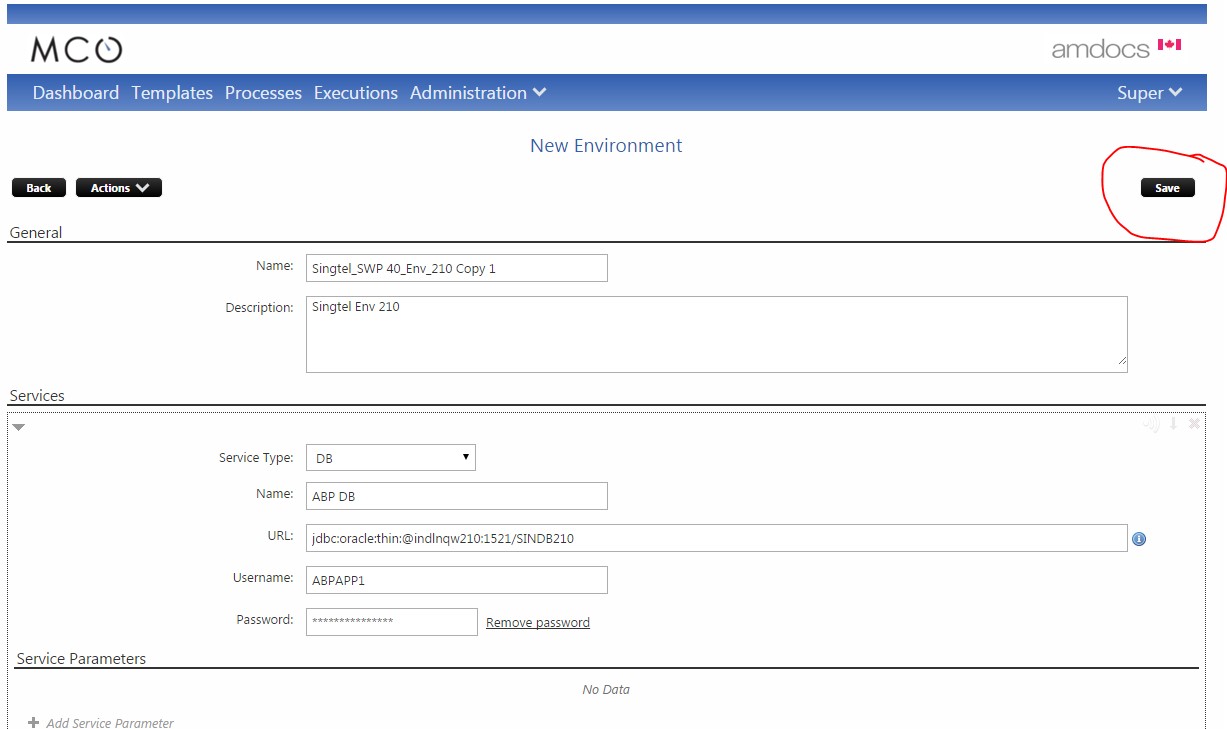 MCO
amdocs
Dashboard Templates Processes Executions Administration Super
New Environment
Back Actions Save
General
Name: Singtel_SWP 40_Env_210 Copy 1
Description: Singtel Env 210
Services
Service Type: DB
Name: ABP DB
URL: jdbc:oracle:thin:@indlnqw210:1521/SINDB210
Username: ABPAPP1
Password: *************** Remove password
Service Parameters
No Data
+ Add Service Parameter